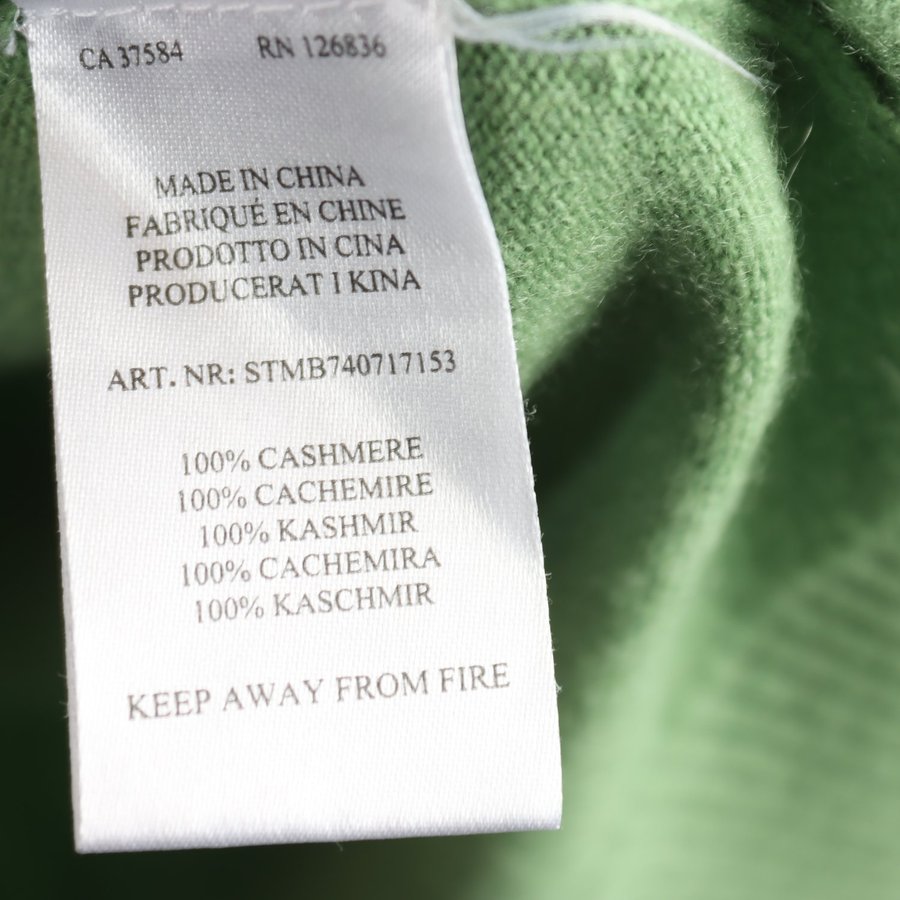 CA 37584 RN 126836
MADE IN CHINA
FABRIQUÉ EN CHINE
PRODOTTO IN CINA
PRODUCERAT I KINA
ART. NR: STMB740717153
100% CASHMERE
100% CACHEMIRE
100% KASHMIR
100% CACHEMIRA
100% KASCHMIR
KEEP AWAY FROM FIRE